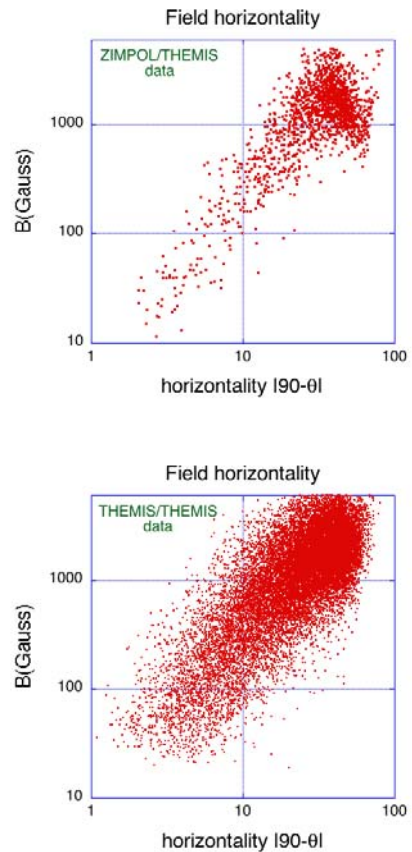 Field horizontality
ZIMPOL/THEMIS
data
1000
100
10
B(Gauss)
1
10
100
horizontality |90-θ|
Field horizontality
THEMIS/THEMIS
data
1000
100
10
B(Gauss)
1
10
100
horizontality |90-θ|